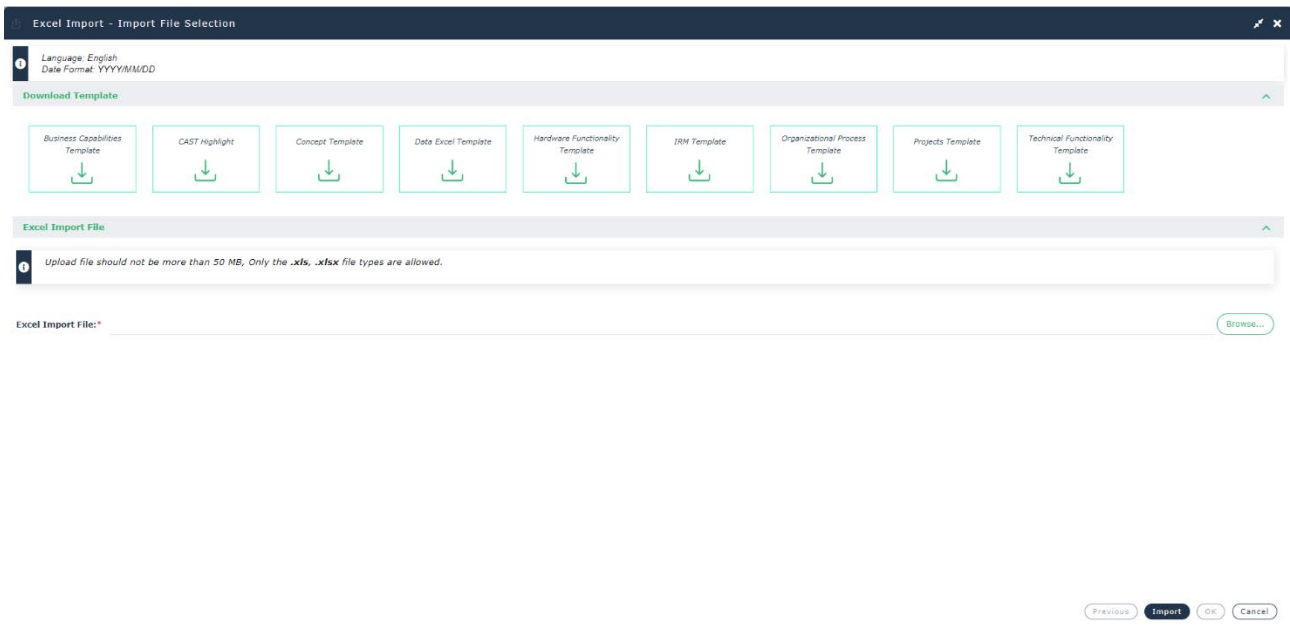 Excel Import - Import File Selection
Language: English
Date Format: YYYY/MM/DD
Download Template
Business Capabilities
Template
CAST Highlight
Concept Template
Data Excel Template
Hardware Functionality
Template
IRM Template
Organizational Process
Template
Projects Template
Technical Functionality
Template
Excel Import File
Upload file should not be more than 50 MB, Only the .xls, .xlsx file types are allowed.
Excel Import File:*
Browse...
Previous Import OK Cancel